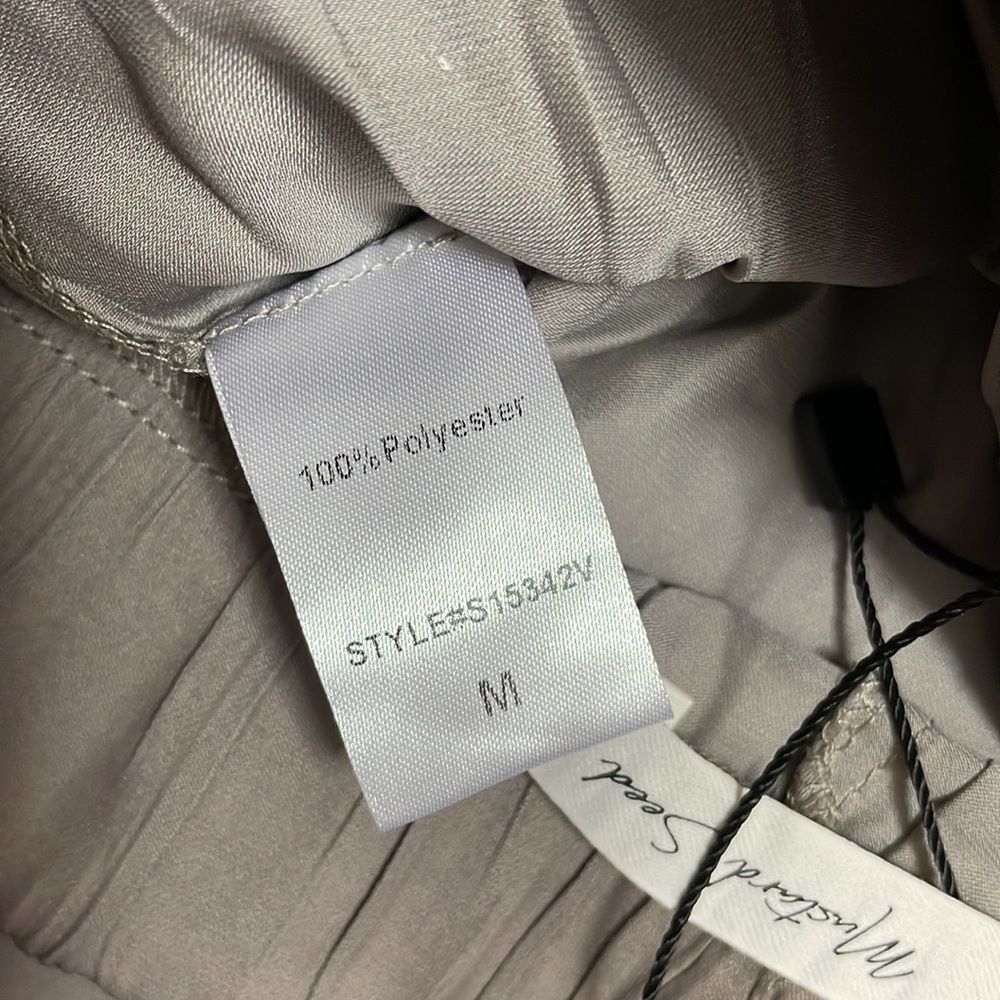 100% Polyester
STYLE#S15342V
M
Mustard Seed